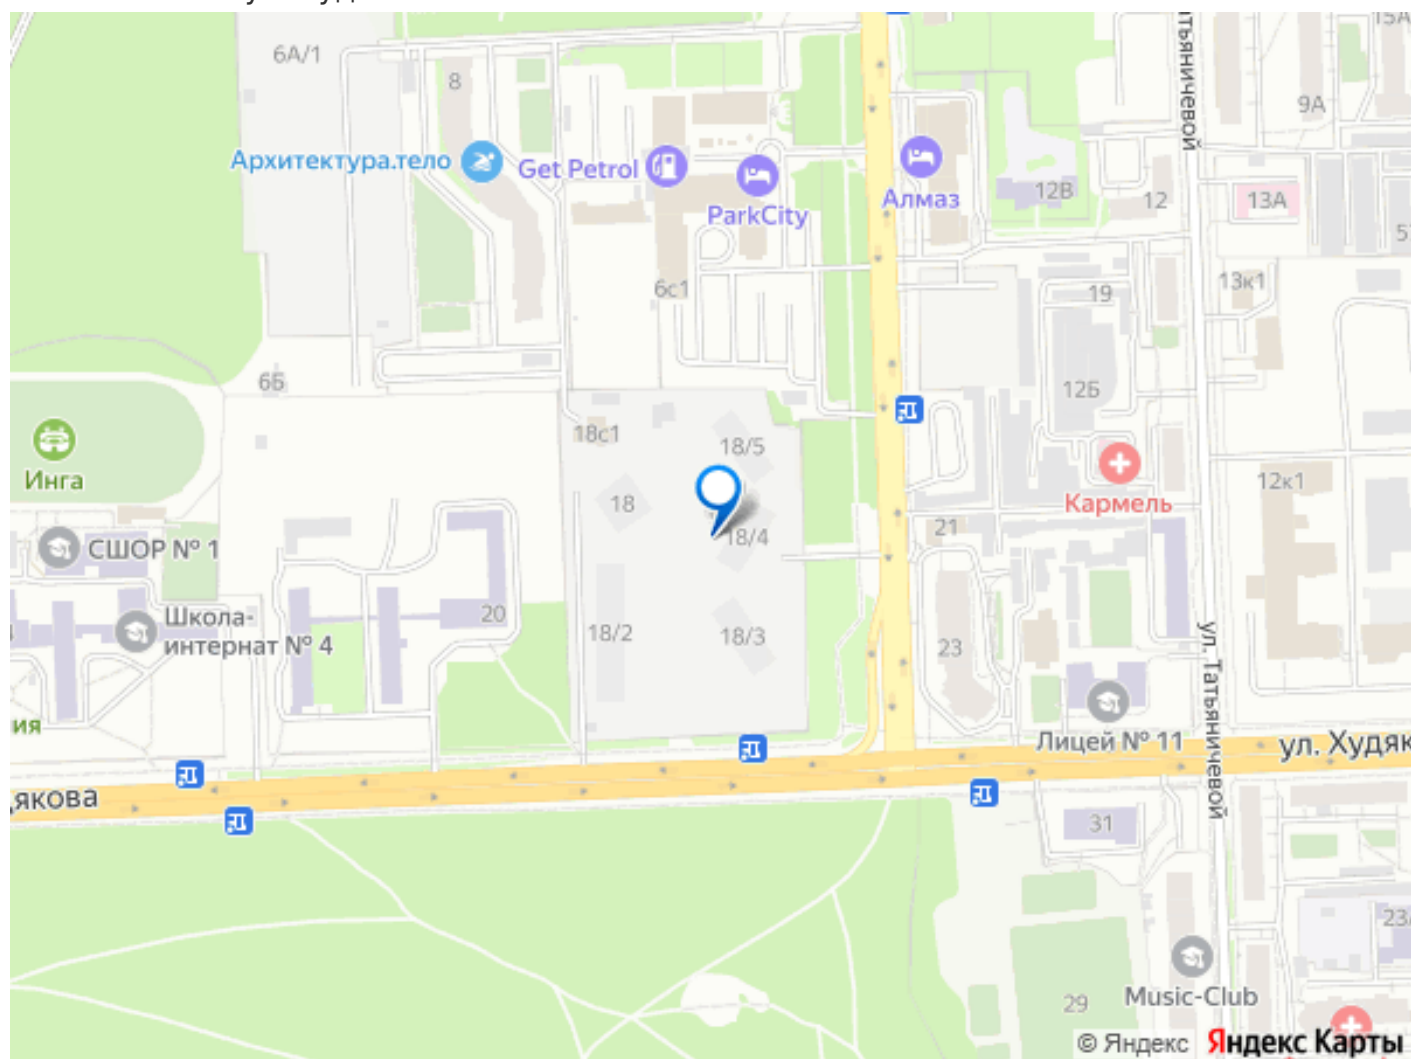 6А/1
8
15А
9А
ул. Татьяничевой
Архитектура.тело
Get Petrol
ParkCity
Алмаз
12В
12
13А
6с1
19
13к1
6Б
12Б
Инга
18с1
18/5
18
18/4
Кармель
12к1
СШОР № 1
21
Школа-
интернат № 4
20
18/2
18/3
23
Лицей № 11
ул. Худяк
якова
31
29
Music-Club
© Яндекс
Яндекс Карты